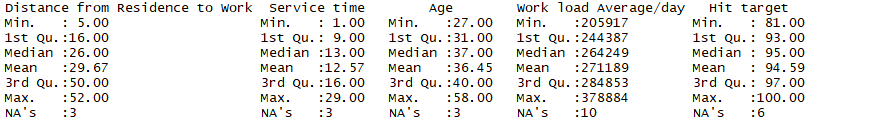 Distance from Residence to Work  Service time        Age        Work load Average/day   Hit target
Min.   : 5.00                   Min.   : 1.00   Min.   :27.00   Min.   :205917        Min.   : 81.00
1st Qu.:16.00                   1st Qu.: 9.00   1st Qu.:31.00   1st Qu.:244387        1st Qu.: 93.00
Median :26.00                   Median :13.00   Median :37.00   Median :264249        Median : 95.00
Mean   :29.67                   Mean   :12.57   Mean   :36.45   Mean   :271189        Mean   : 94.59
3rd Qu.:50.00                   3rd Qu.:16.00   3rd Qu.:40.00   3rd Qu.:284853        3rd Qu.: 97.00
Max.   :52.00                   Max.   :29.00   Max.   :58.00   Max.   :378884        Max.   :100.00
NA's   :3                       NA's   :3       NA's   :3       NA's   :10            NA's   :6